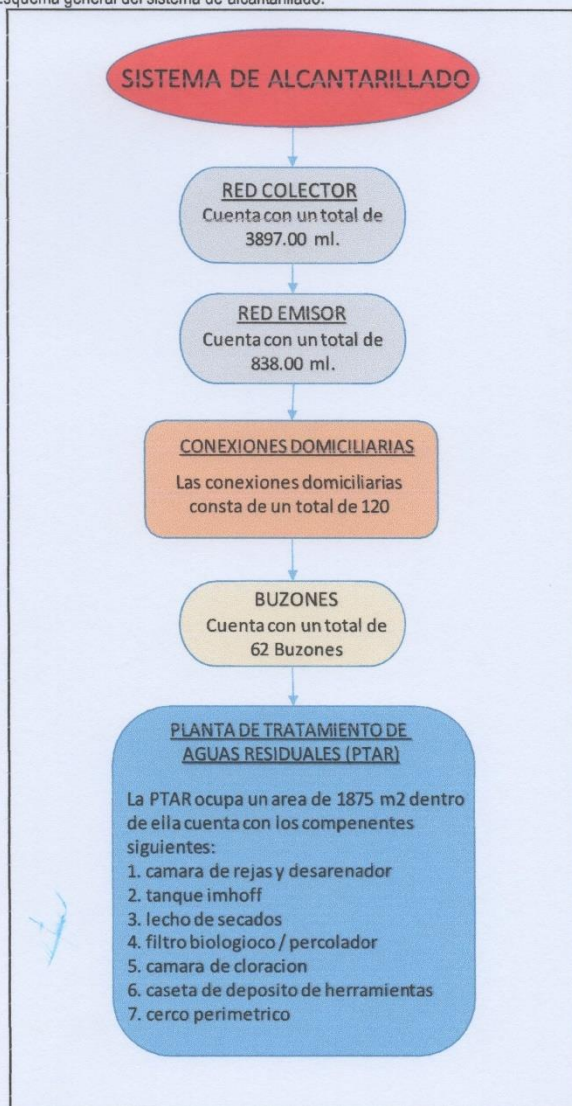 Esquema general del sistema de alcantarillado.
SISTEMA DE ALCANTARILLADO
RED COLECTOR
Cuenta con un total de
3897.00 ml.
RED EMISOR
Cuenta con un total de
838.00 ml.
CONEXIONES DOMICILIARIAS
Las conexiones domiciliarias
consta de un total de 120
BUZONES
Cuenta con un total de
62 Buzones
PLANTA DE TRATAMIENTO DE
AGUAS RESIDUALES (PTAR)
La PTAR ocupa un area de 1875 m2 dentro
de ella cuenta con los compenentes
siguientes:
1. camara de rejas y desarenador
2. tanque imhoff
3. lecho de secados
4. filtro biologioco / percolador
5. camara de cloracion
6. caseta de deposito de herramientas
7. cerco perimetrico